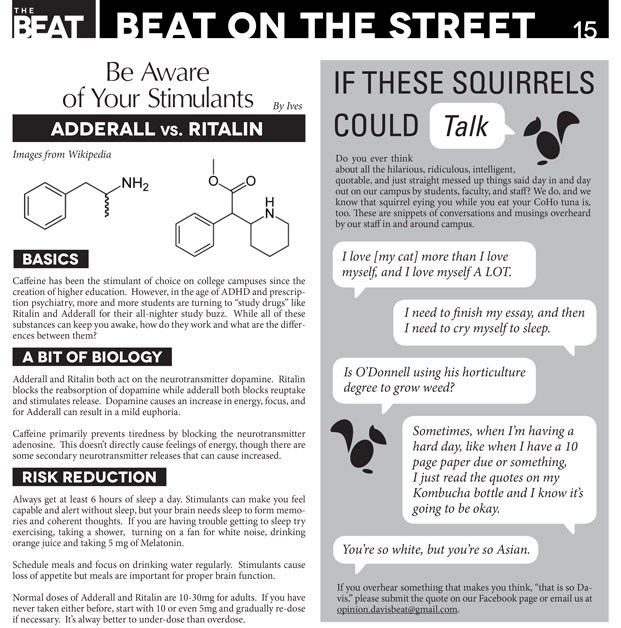 THE
BEAT
BEAT ON THE STREET
15
Be Aware
of Your Stimulants
By Ives
ADDERALL vs. RITALIN
Images from Wikipedia
NH2
O
O
H
N
BASICS
Caffeine has been the stimulant of choice on college campuses since the
creation of higher education. However, in the age of ADHD and prescrip-
tion psychiatry, more and more students are turning to “study drugs” like
Ritalin and Adderall for their all-nighter study buzz. While all of these
substances can keep you awake, how do they work and what are the differ-
ences between them?
A BIT OF BIOLOGY
Adderall and Ritalin both act on the neurotransmitter dopamine. Ritalin
blocks the reabsorption of dopamine while adderall both blocks reuptake
and stimulates release. Dopamine causes an increase in energy, focus, and
for Adderall can result in a mild euphoria.
Caffeine primarily prevents tiredness by blocking the neurotransmitter
adenosine. This doesn’t directly cause feelings of energy, though there are
some secondary neurotransmitter releases that can cause increased.
RISK REDUCTION
Always get at least 6 hours of sleep a day. Stimulants can make you feel
capable and alert without sleep, but your brain needs sleep to form memo-
ries and coherent thoughts. If you are having trouble getting to sleep try
exercising, taking a shower, turning on a fan for white noise, drinking
orange juice and taking 5 mg of Melatonin.
Schedule meals and focus on drinking water regularly. Stimulants cause
loss of appetite but meals are important for proper brain function.
Normal doses of Adderall and Ritalin are 10-30mg for adults. If you have
never taken either before, start with 10 or even 5mg and gradually re-dose
if necessary. It’s alway better to under-dose than overdose.
IF THESE SQUIRRELS
COULD Talk
Do you ever think
about all the hilarious, ridiculous, intelligent,
quotable, and just straight messed up things said day in and day
out on our campus by students, faculty, and staff? We do, and we
know that squirrel eying you while you eat your CoHo tuna is,
too. These are snippets of conversations and musings overheard
by our staff in and around campus.
I love [my cat] more than I love
myself, and I love myself A LOT.
I need to finish my essay, and then
I need to cry myself to sleep.
Is O’Donnell using his horticulture
degree to grow weed?
Sometimes, when I’m having a
hard day, like when I have a 10
page paper due or something,
I just read the quotes on my
Kombucha bottle and I know it’s
going to be okay.
You’re so white, but you’re so Asian.
If you overhear something that makes you think, “that is so Da-
vis,” please submit the quote on our Facebook page or email us at
opinion.davisbeat@gmail.com.